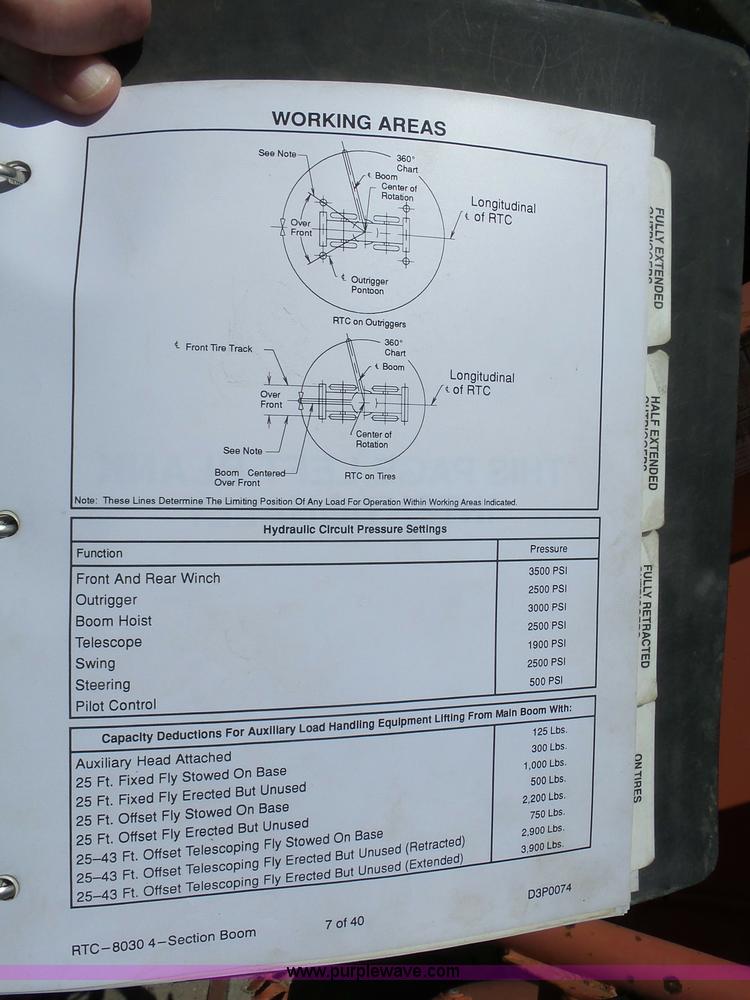 WORKING AREAS
See Note
360°
Chart
℄ Boom
Center of
Rotation
Longitudinal
℄ of RTC
Over
Front
℄ Outrigger
Pontoon
RTC on Outriggers
℄ Front Tire Track
360°
Chart
℄ Boom
Longitudinal
℄ of RTC
Over
Front
Center of
Rotation
See Note
Boom Centered
Over Front
RTC on Tires
Note: These Lines Determine The Limiting Position Of Any Load For Operation Within Working Areas Indicated.
Hydraulic Circuit Pressure Settings
Function Pressure
Front And Rear Winch 3500 PSI
Outrigger 2500 PSI
Boom Hoist 3000 PSI
Telescope 2500 PSI
Swing 1900 PSI
Steering 2500 PSI
Pilot Control 500 PSI
Capacity Deductions For Auxiliary Load Handling Equipment Lifting From Main Boom With:
Auxiliary Head Attached 125 Lbs.
25 Ft. Fixed Fly Stowed On Base 300 Lbs.
25 Ft. Fixed Fly Erected But Unused 1,000 Lbs.
25 Ft. Offset Fly Stowed On Base 500 Lbs.
25 Ft. Offset Fly Erected But Unused 2,200 Lbs.
25–43 Ft. Offset Telescoping Fly Stowed On Base 750 Lbs.
25–43 Ft. Offset Telescoping Fly Erected But Unused (Retracted) 2,900 Lbs.
25–43 Ft. Offset Telescoping Fly Erected But Unused (Extended) 3,900 Lbs.
D3P0074
7 of 40
RTC–8030 4–Section Boom
FULLY EXTENDED
OUTRIGGERS
HALF EXTENDED
OUTRIGGERS
FULLY RETRACTED
ON TIRES
www.purplewave.com